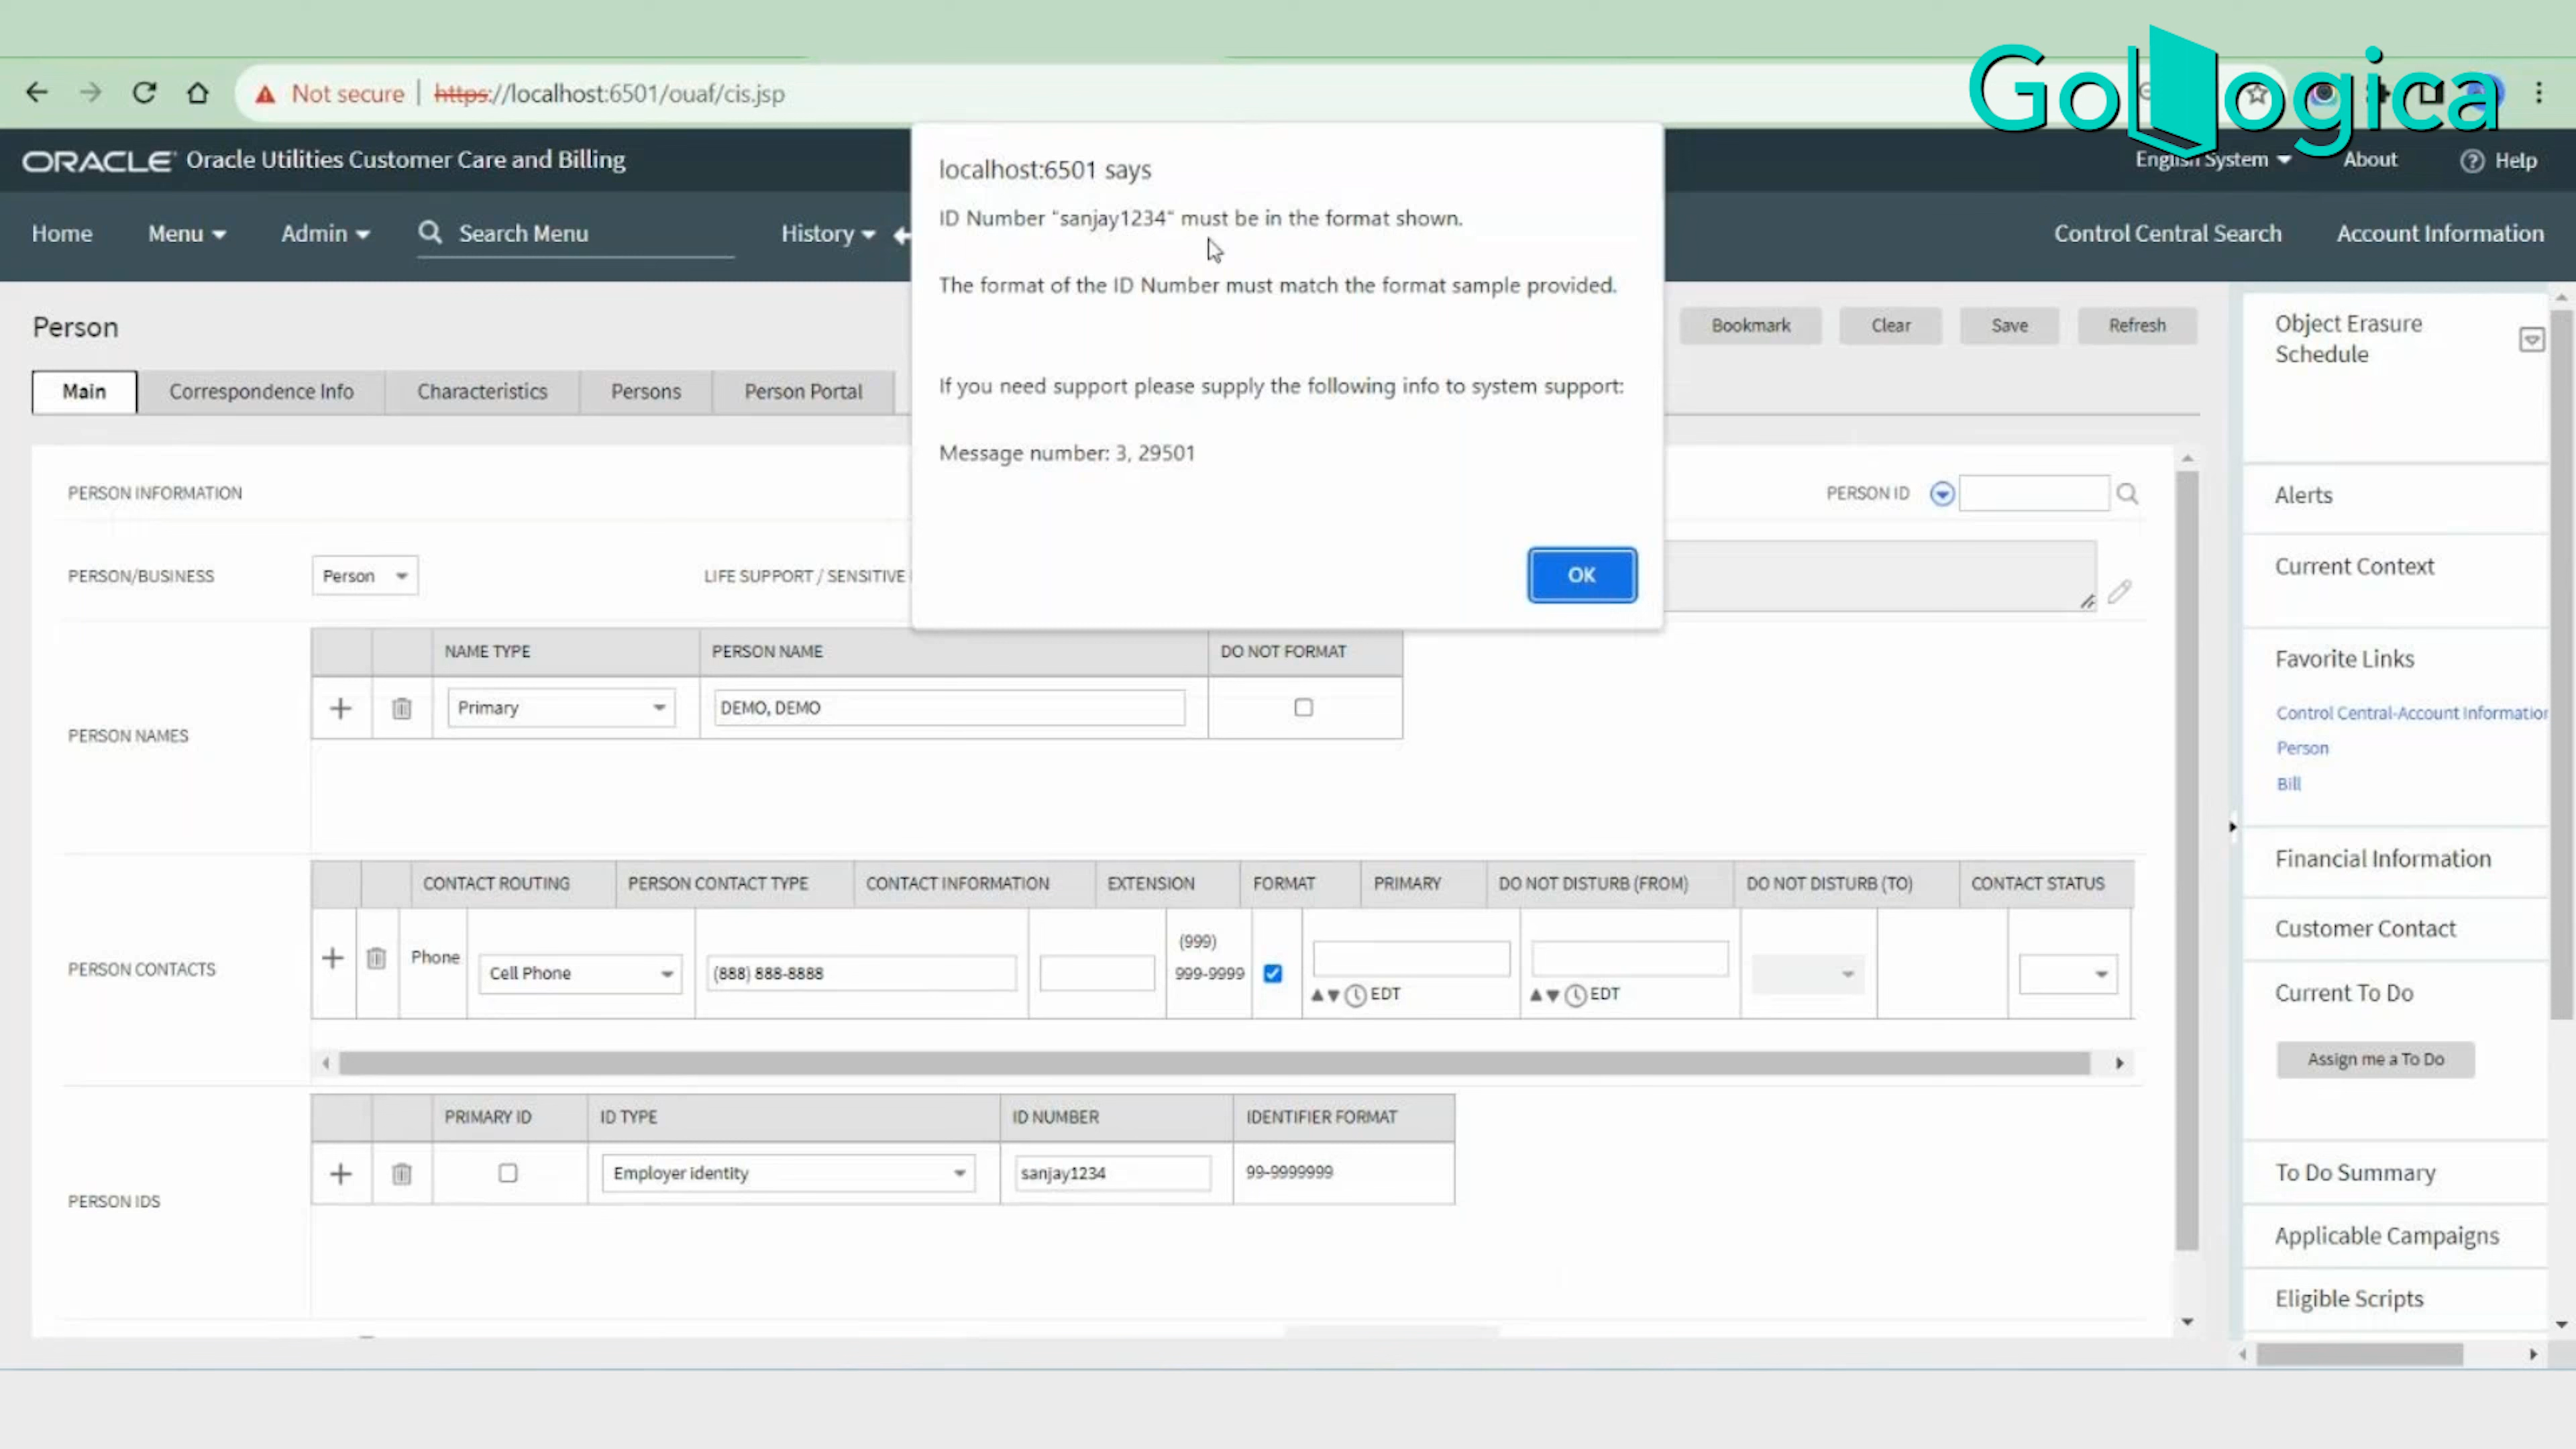 GoLogica
Not secure | https://localhost:6501/ouaf/cis.jsp
ORACLE Oracle Utilities Customer Care and Billing
English System About Help
Home Menu Admin Search Menu History Control Central Search Account Information
localhost:6501 says
ID Number "sanjay1234" must be in the format shown.
The format of the ID Number must match the format sample provided.
If you need support please supply the following info to system support:
Message number: 3, 29501
OK
Person
Bookmark Clear Save Refresh
Main Correspondence Info Characteristics Persons Person Portal
PERSON INFORMATION
PERSON ID
PERSON/BUSINESS Person LIFE SUPPORT / SENSITIVE
NAME TYPE PERSON NAME DO NOT FORMAT
PERSON NAMES Primary DEMO, DEMO
CONTACT ROUTING PERSON CONTACT TYPE CONTACT INFORMATION EXTENSION FORMAT PRIMARY DO NOT DISTURB (FROM) DO NOT DISTURB (TO) CONTACT STATUS
PERSON CONTACTS Phone Cell Phone (888) 888-8888
(999)
999-9999
EDT EDT
PRIMARY ID ID TYPE ID NUMBER IDENTIFIER FORMAT
PERSON IDS Employer identity sanjay1234 99-9999999
Object Erasure
Schedule
Alerts
Current Context
Favorite Links
Control Central-Account Information
Person
Bill
Financial Information
Customer Contact
Current To Do
Assign me a To Do
To Do Summary
Applicable Campaigns
Eligible Scripts